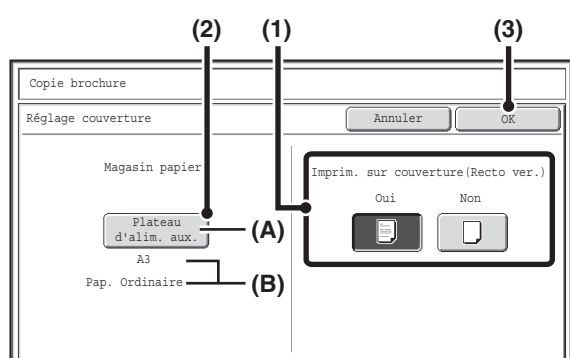 (2) (1) (3)
Copie brochure
Réglage couverture Annuler OK
Magasin papier
Imprim. sur couverture(Recto ver.)
Oui Non
Plateau
d'alim. aux.
(A)
A3
Pap. Ordinaire
(B)